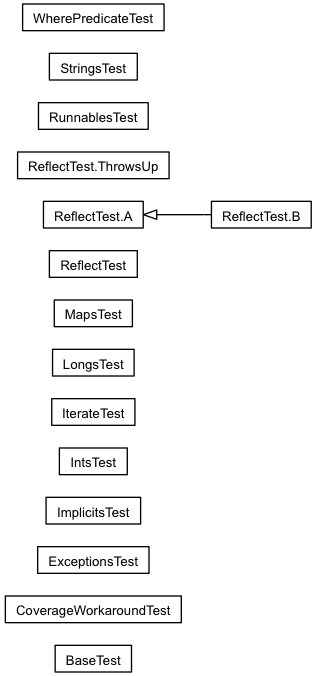 WherePredicateTest
StringsTest
RunnablesTest
ReflectTest.ThrowsUp
ReflectTest.A
ReflectTest.B
ReflectTest
MapsTest
LongsTest
IterateTest
IntsTest
ImplicitsTest
ExceptionsTest
CoverageWorkaroundTest
BaseTest